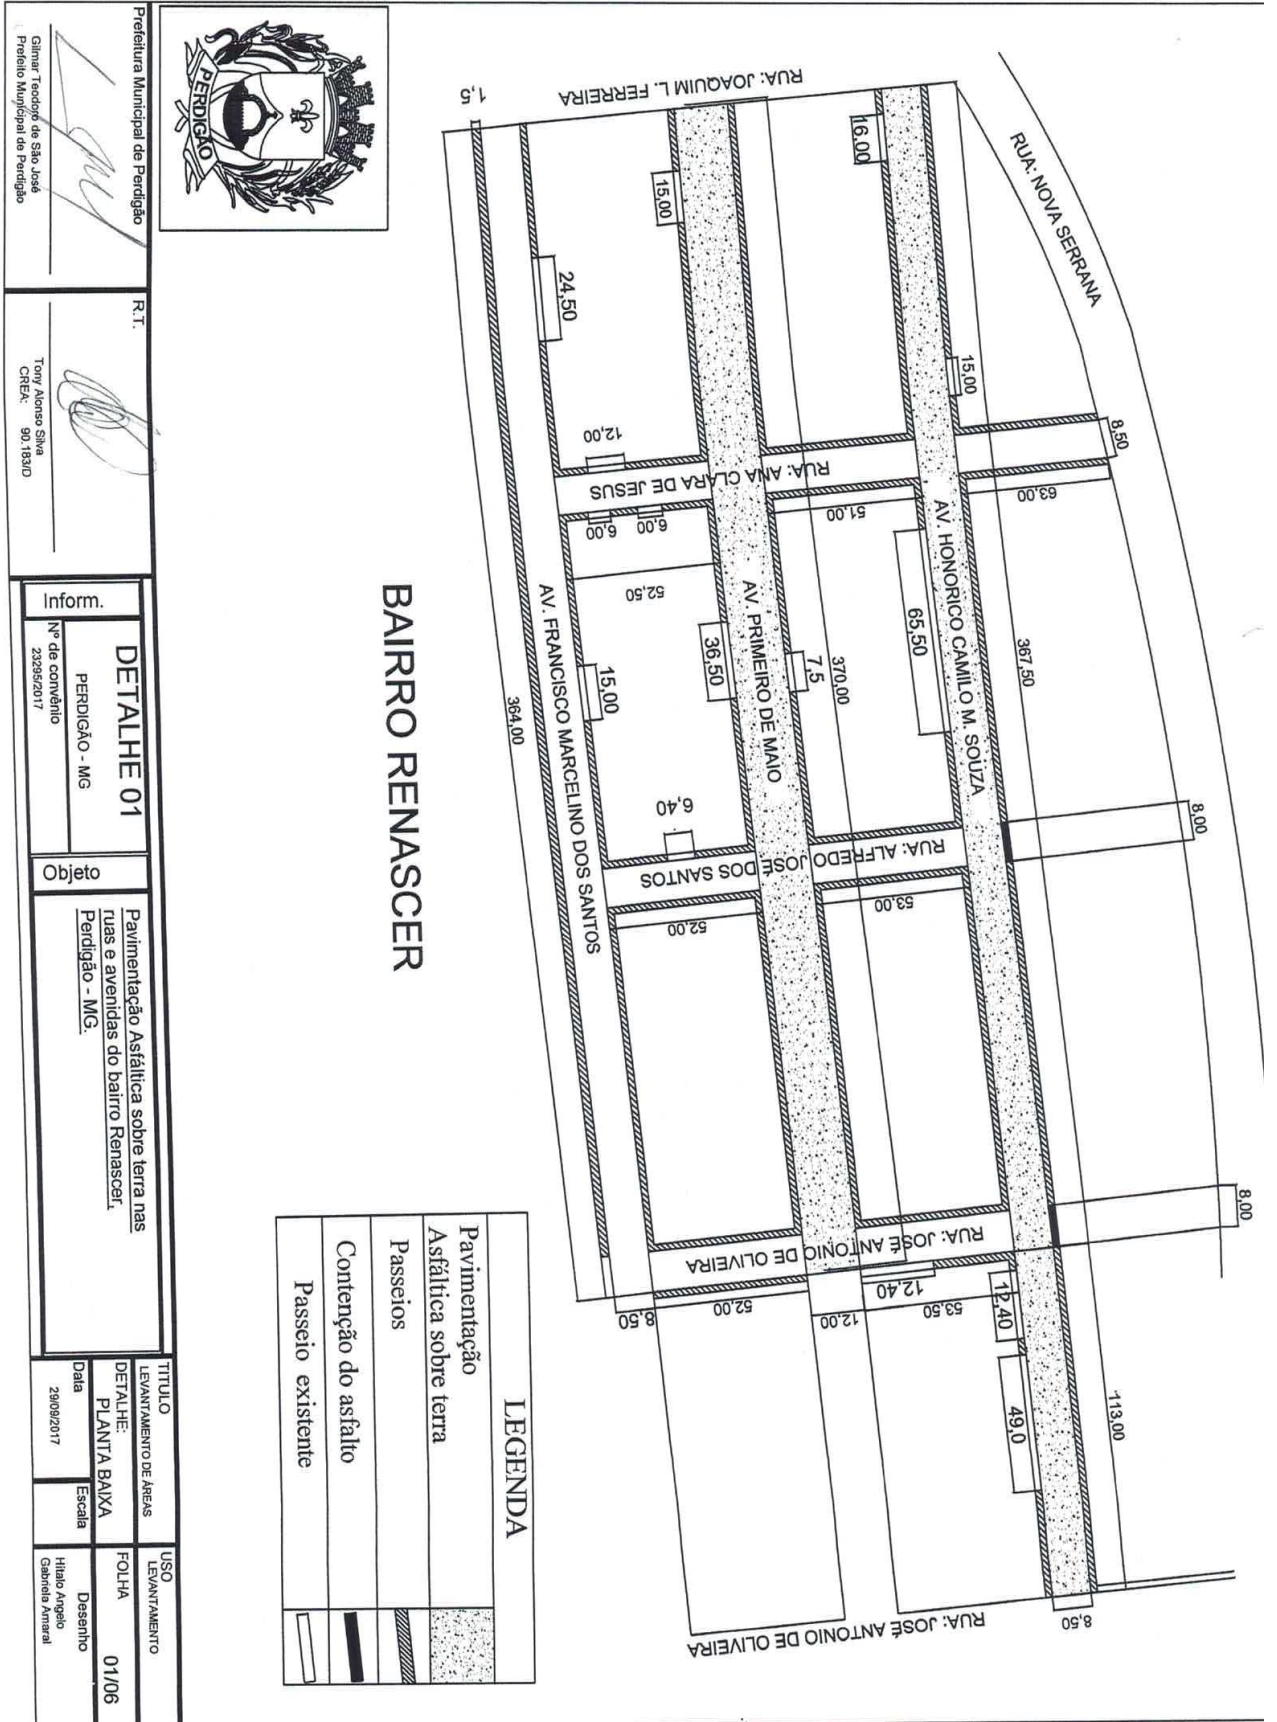 RUA: NOVA SERRANA
RUA: JOAQUIM L. FERREIRA
1,5
16,00
15,00
15,00
24,50
8,50
12,00
RUA: ANA CLARA DE JESUS
63,00
51,00
6,00
6,00
AV. HONORICO CAMILO M. SOUZA
367,50
65,50
AV. PRIMEIRO DE MAIO
370,00
7,5
36,50
52,50
15,00
AV. FRANCISCO MARCELINO DOS SANTOS
364,00
6,40
8,00
RUA: ALFREDO JOSÉ DOS SANTOS
53,00
52,00
8,00
RUA: JOSÉ ANTONIO DE OLIVEIRA
12,40
12,40
53,50
12,00
52,00
8,50
49,0
113,00
8,50
RUA: JOSÉ ANTONIO DE OLIVEIRA
BAIRRO RENASCER
LEGENDA
Pavimentação
Asfáltica sobre terra
Passeios
Contenção do asfalto
Passeio existente
PERDIGÃO
Prefeitura Municipal de Perdigão
Gilmar Teodoro de São José
Prefeito Municipal de Perdigão
R.T.
Tony Alonso Silva
CREA: 90.183/D
Inform.
DETALHE 01
PERDIGÃO - MG
Nº de convênio
23295/2017
Objeto
Pavimentação Asfáltica sobre terra nas
ruas e avenidas do bairro Renascer,
Perdigão - MG.
TITULO
LEVANTAMENTO DE ÁREAS
USO
LEVANTAMENTO
DETALHE:
PLANTA BAIXA
FOLHA
01/06
Data
29/09/2017
Escala
Desenho
Hitalo Angelo
Gabriela Amaral